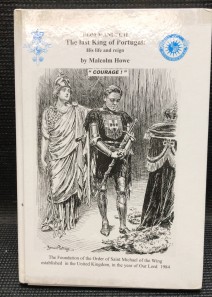 The last King of Portugal:
His life and reign
by Malcolm Howe
" COURAGE ! "
The Foundation of the Order of Saint Michael of the Wing
established in the United Kingdom, in the year of Our Lord 1984